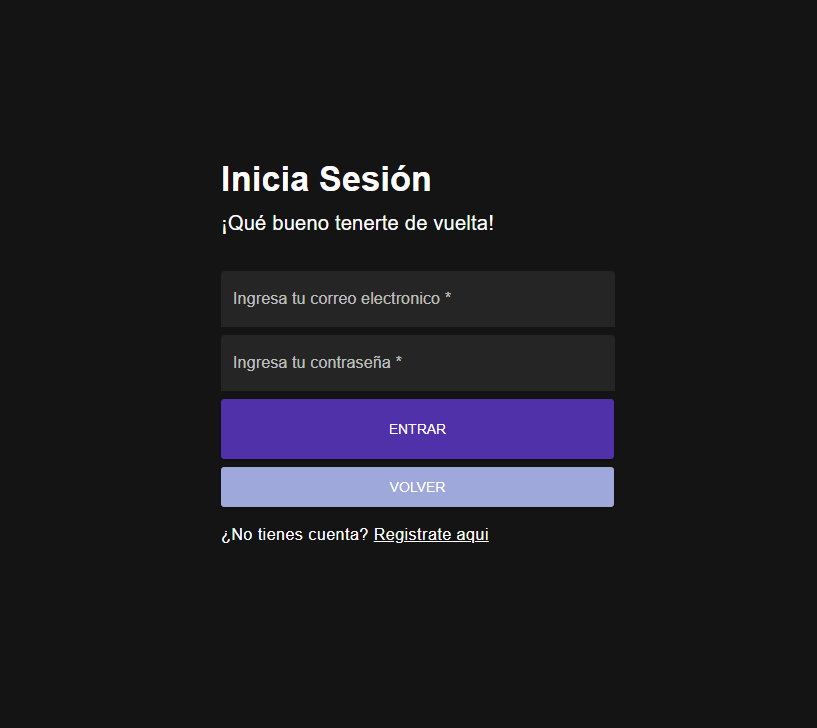 Inicia Sesión
¡Qué bueno tenerte de vuelta!
Ingresa tu correo electronico *
Ingresa tu contraseña *
ENTRAR
VOLVER
¿No tienes cuenta? Registrate aqui